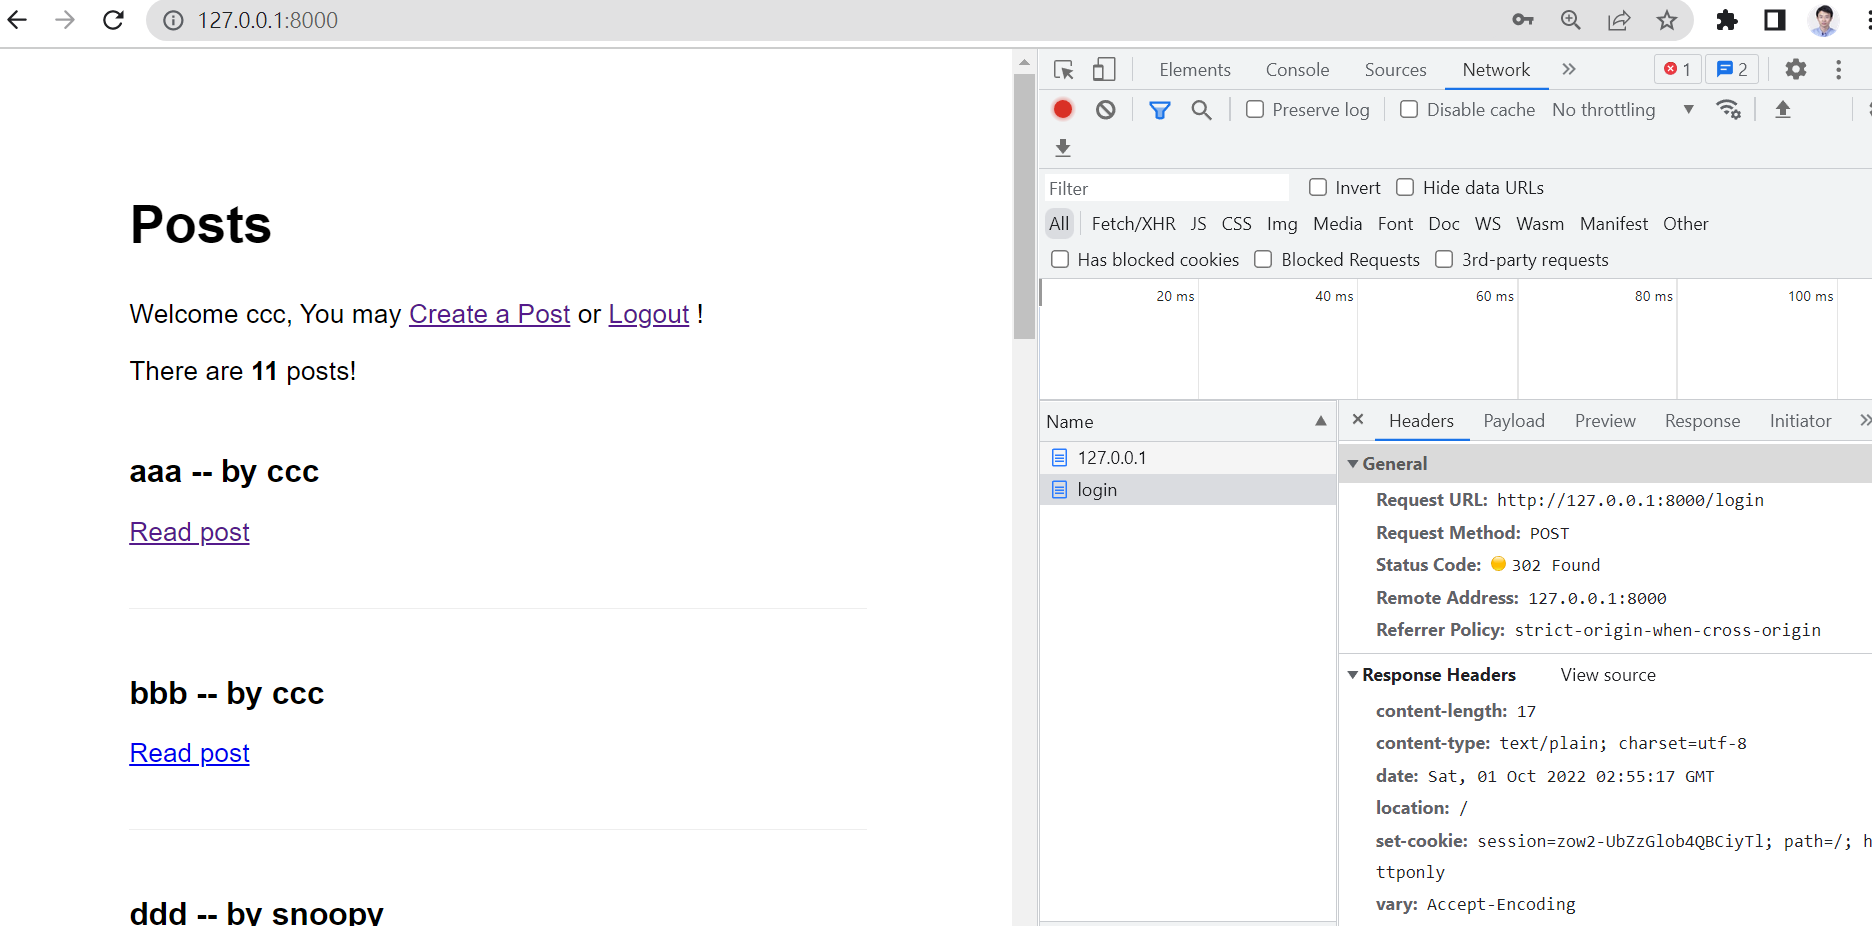 127.0.0.1:8000
Posts
Welcome ccc, You may Create a Post or Logout !
There are 11 posts!
aaa -- by ccc
Read post
bbb -- by ccc
Read post
ddd -- by snoopy
Elements Console Sources Network » 1 2
Preserve log Disable cache No throttling
Filter Invert Hide data URLs
All Fetch/XHR JS CSS Img Media Font Doc WS Wasm Manifest Other
Has blocked cookies Blocked Requests 3rd-party requests
20 ms 40 ms 60 ms 80 ms 100 ms
Name
127.0.0.1
login
× Headers Payload Preview Response Initiator »
General
Request URL: http://127.0.0.1:8000/login
Request Method: POST
Status Code: 302 Found
Remote Address: 127.0.0.1:8000
Referrer Policy: strict-origin-when-cross-origin
Response Headers View source
content-length: 17
content-type: text/plain; charset=utf-8
date: Sat, 01 Oct 2022 02:55:17 GMT
location: /
set-cookie: session=zow2-UbZzGlob4QBCiyTl; path=/; h
ttponly
vary: Accept-Encoding